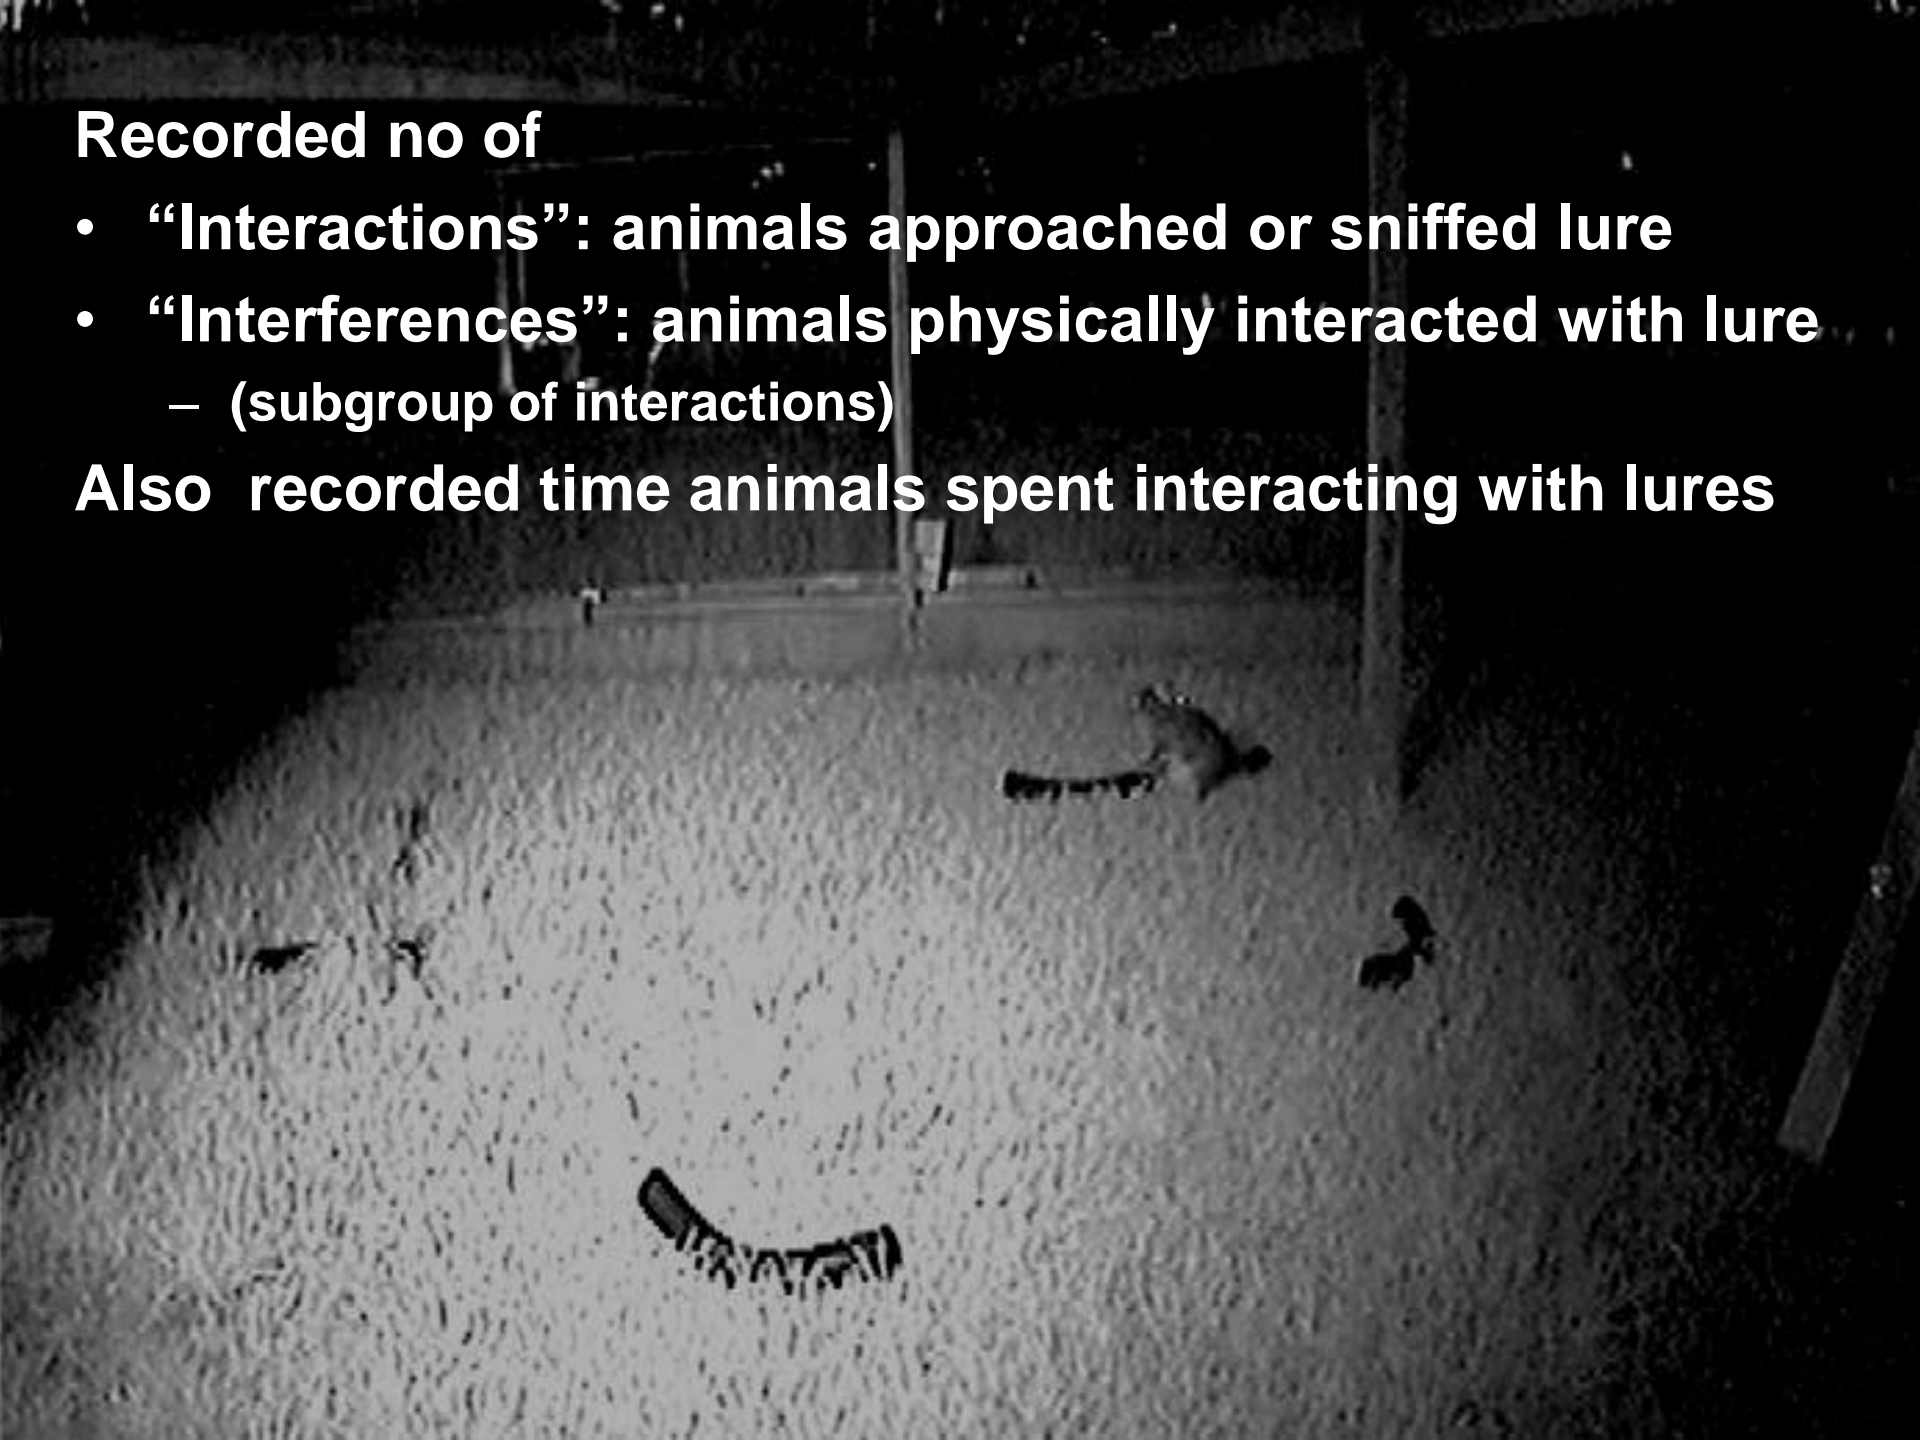 Recorded no of
• “Interactions”: animals approached or sniffed lure
• “Interferences”: animals physically interacted with lure
– (subgroup of interactions)
Also recorded time animals spent interacting with lures